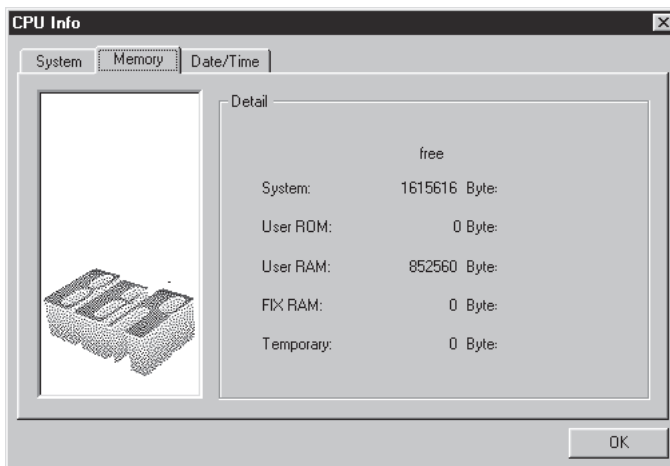 CPU Info
System Memory Date/Time
Detail
free
System: 1615616 Byte:
User ROM: 0 Byte:
User RAM: 852560 Byte:
FIX RAM: 0 Byte:
Temporary: 0 Byte:
OK